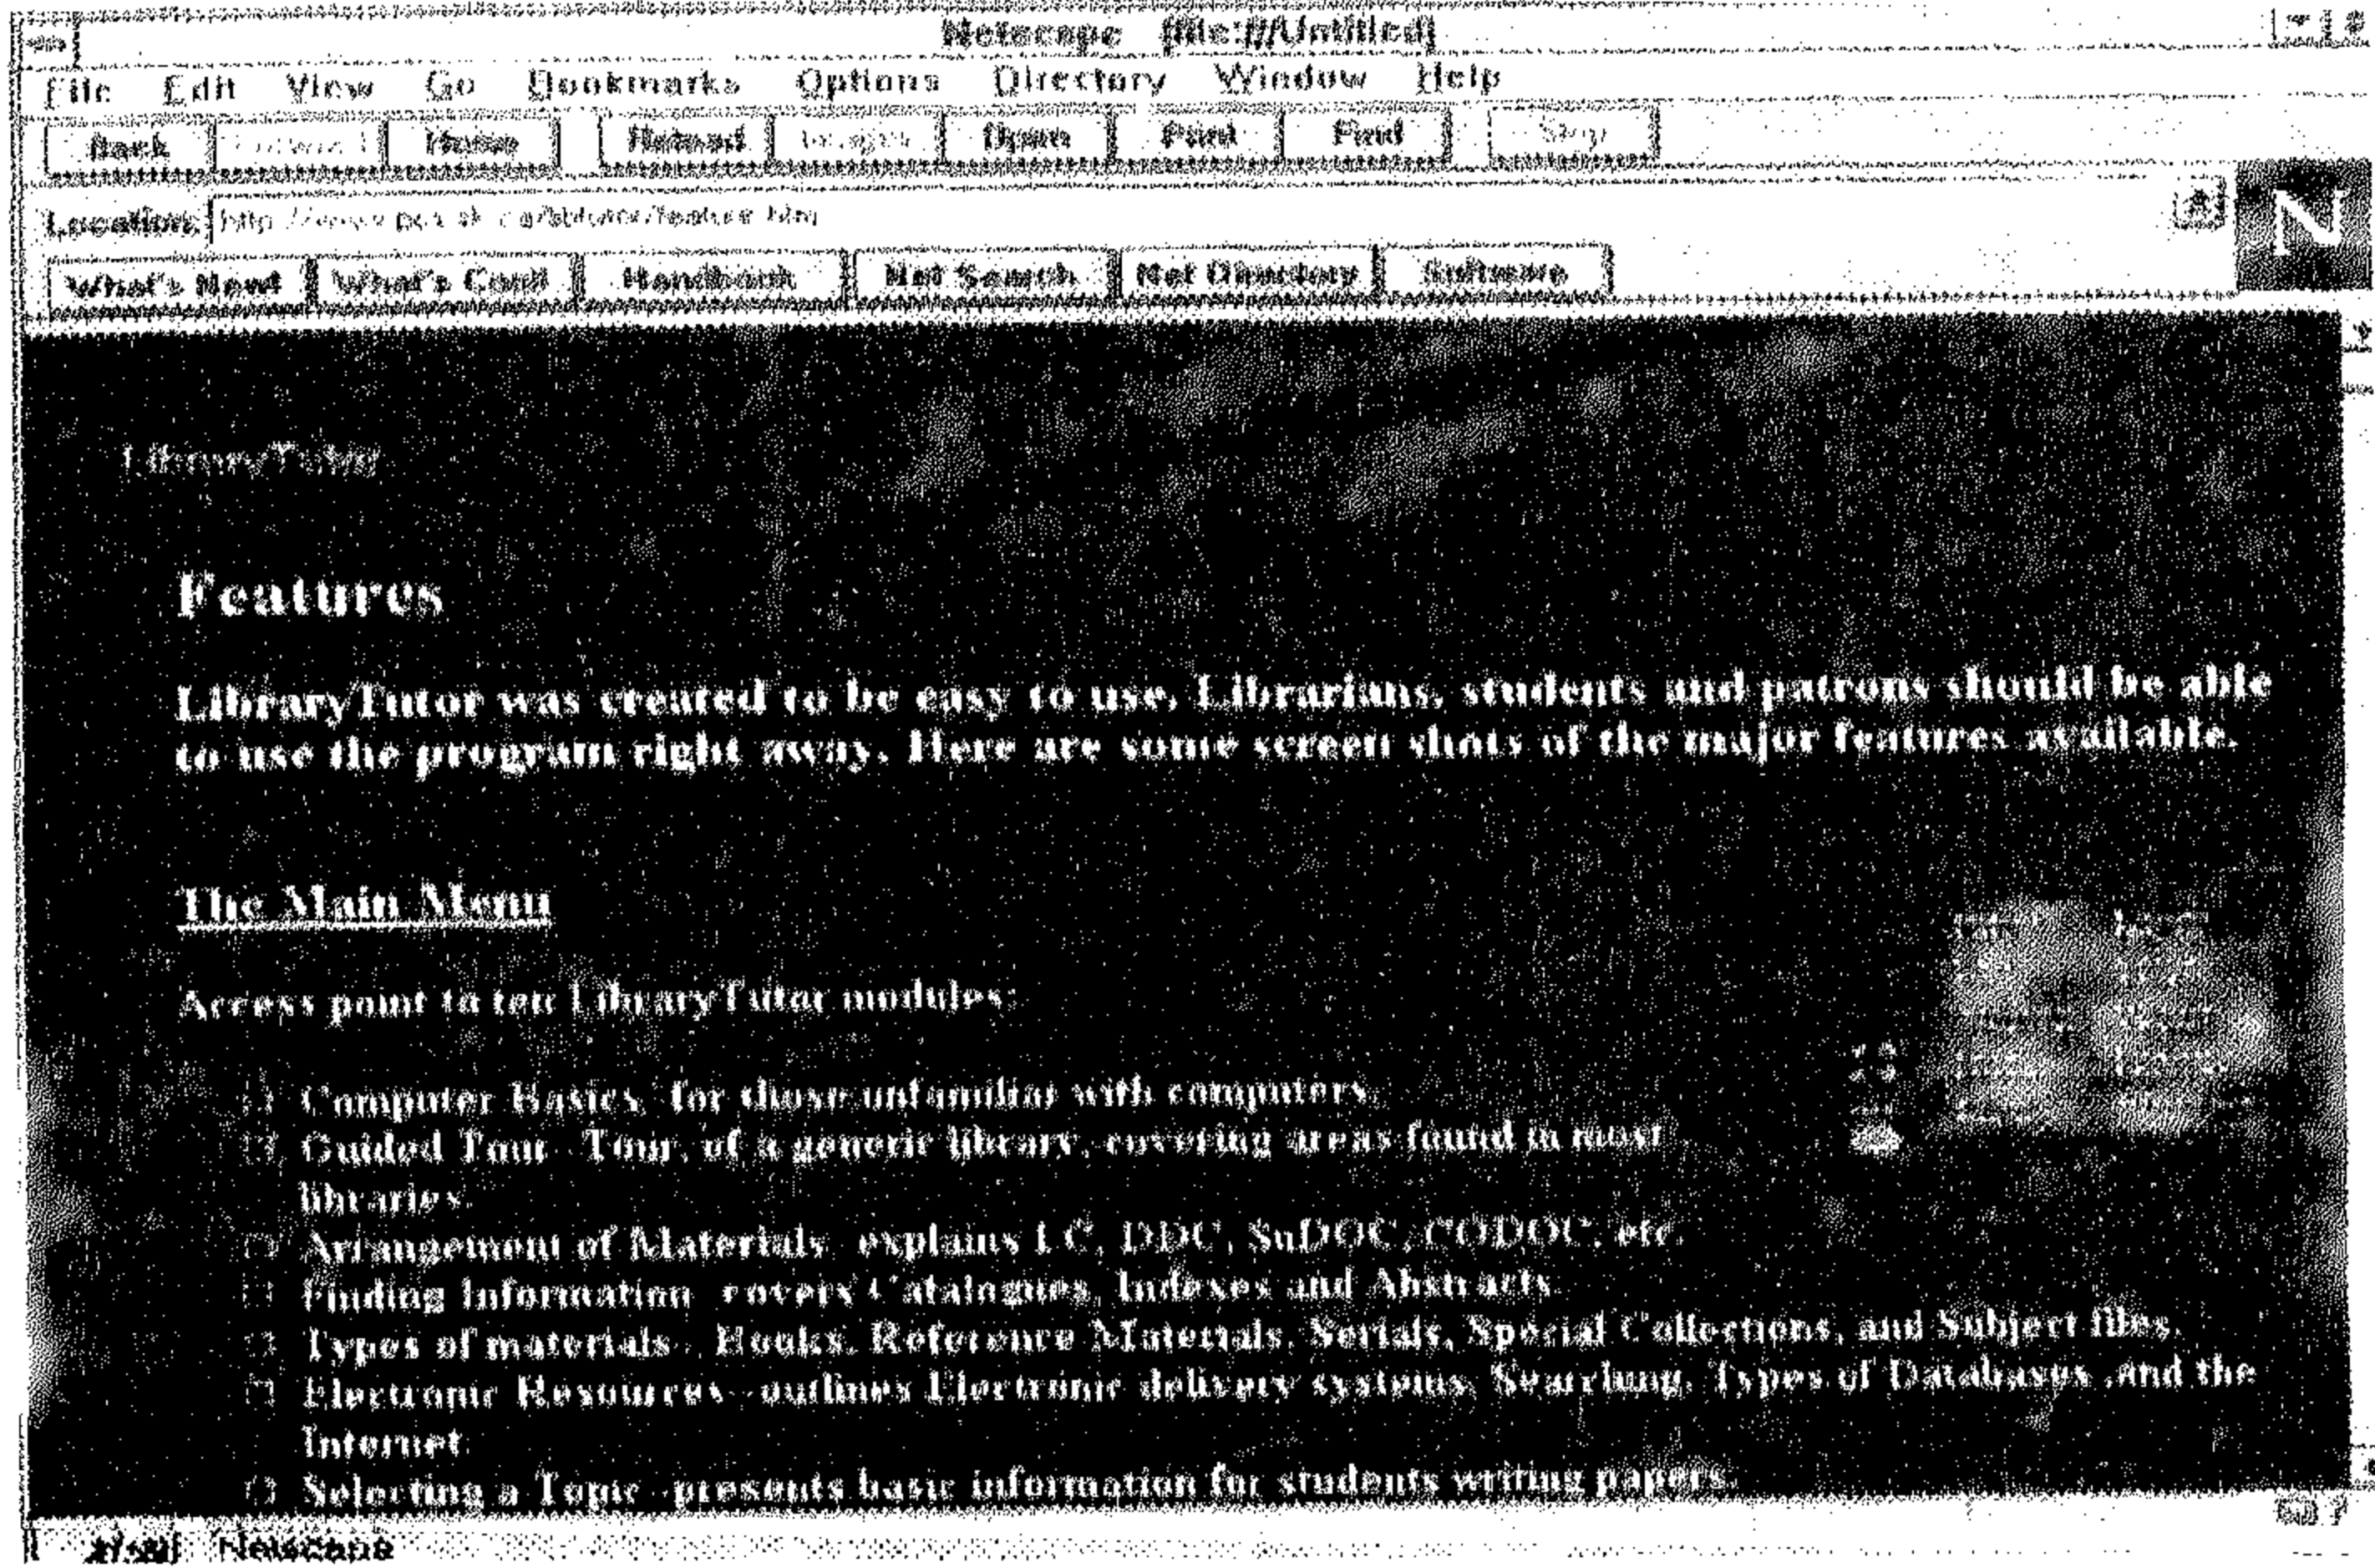 Netscape [file:///Untitled]
File Edit View Go Bookmarks Options Directory Window Help
Back Forward Home Reload Images Open Print Find Stop
Location:
What's New! What's Cool! Handbook Net Search Net Directory Software
N
LibraryTutor
Features
LibraryTutor was created to be easy to use. Librarians, students and patrons should be able
to use the program right away. Here are some screen shots of the major features available.
The Main Menu
Access point to ten LibraryTutor modules:
Computer Basics for those unfamiliar with computers.
Guided Tour Tour, of a generic library, covering areas found in most
libraries.
Arrangement of Materials explains LC, DDC, SuDOC, CODOC, etc.
Finding Information covers Catalogues, Indexes and Abstracts.
Types of materials - Books, Reference Materials, Serials, Special Collections, and Subject files.
Electronic Resources outlines Electronic delivery systems, Searching, Types of Databases ,and the
Internet.
Selecting a Topic presents basic information for students writing papers.
Netscape